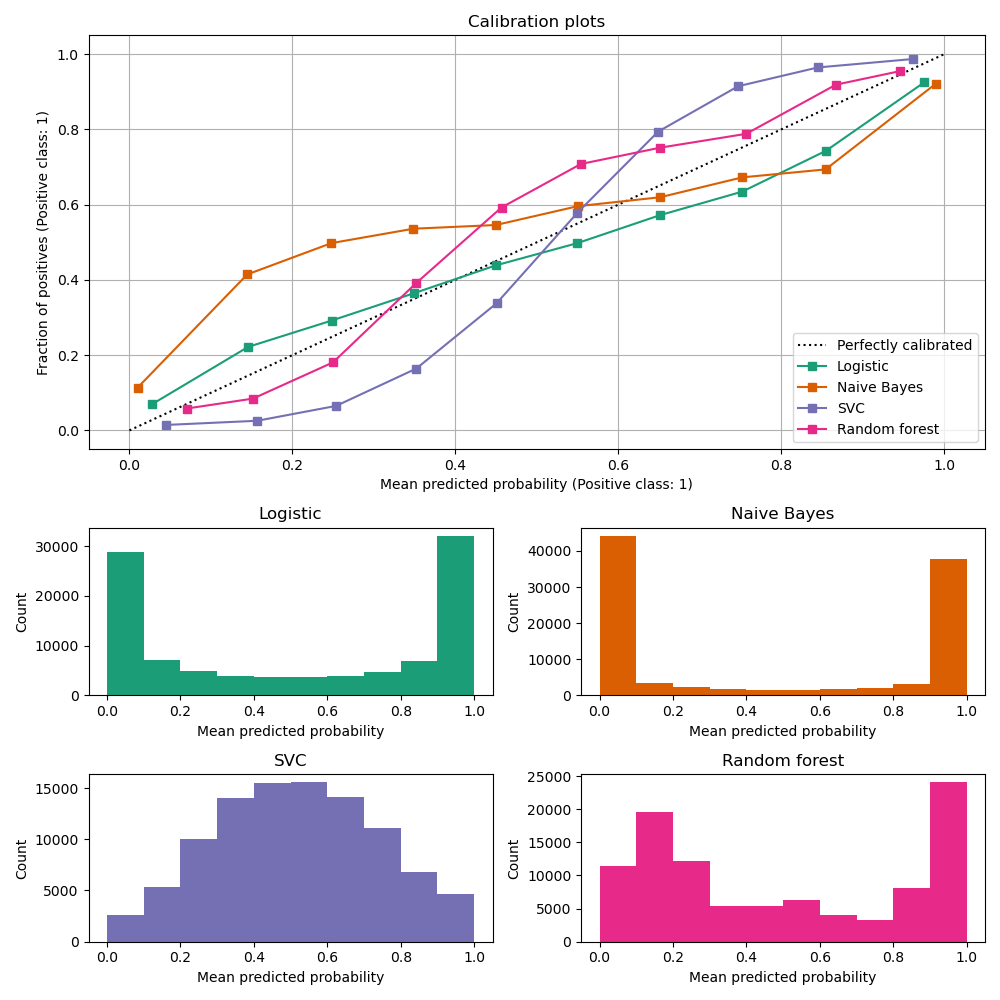 Calibration plots
1.0
0.8
0.6
0.4
0.2
0.0
Fraction of positives (Positive class: 1)
0.0 0.2 0.4 0.6 0.8 1.0
Mean predicted probability (Positive class: 1)
Perfectly calibrated
Logistic
Naive Bayes
SVC
Random forest
Logistic
30000
20000
10000
0
Count
0.0 0.2 0.4 0.6 0.8 1.0
Mean predicted probability
Naive Bayes
40000
30000
20000
10000
0
Count
0.0 0.2 0.4 0.6 0.8 1.0
Mean predicted probability
SVC
15000
10000
5000
0
Count
0.0 0.2 0.4 0.6 0.8 1.0
Mean predicted probability
Random forest
25000
20000
15000
10000
5000
0
Count
0.0 0.2 0.4 0.6 0.8 1.0
Mean predicted probability